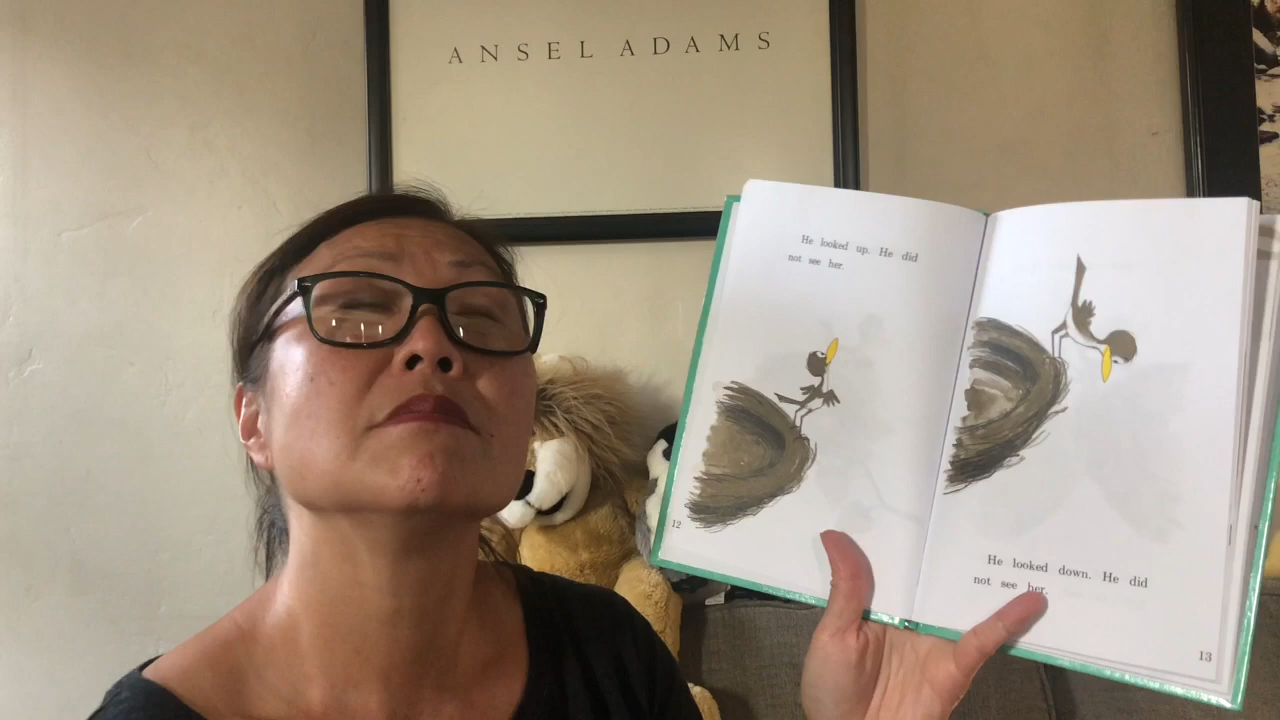 ANSEL ADAMS
He looked up. He did
not see her.
12
He looked down. He did
not see her.
13